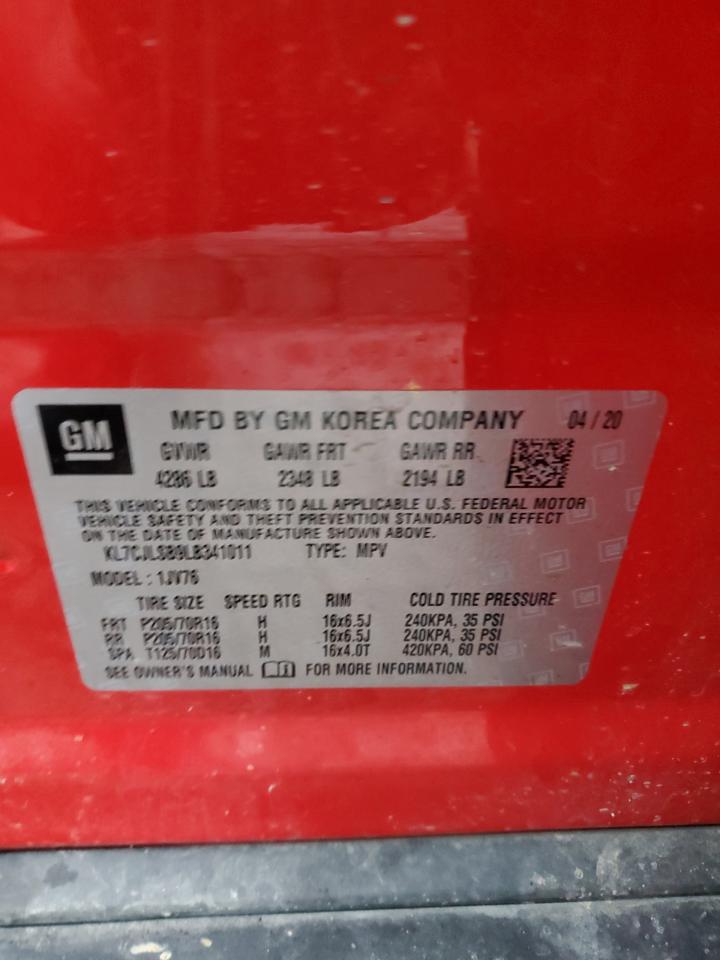 GM
MFD BY GM KOREA COMPANY 04 / 20
GVWR GAWR FRT GAWR RR
4286 LB 2348 LB 2194 LB
THIS VEHICLE CONFORMS TO ALL APPLICABLE U.S. FEDERAL MOTOR
VEHICLE SAFETY AND THEFT PREVENTION STANDARDS IN EFFECT
ON THE DATE OF MANUFACTURE SHOWN ABOVE.
KL7CJLSB9LB341011 TYPE: MPV
MODEL : 1JV76
TIRE SIZE SPEED RTG RIM COLD TIRE PRESSURE
FRT P205/70R16 H 16x6.5J 240KPA, 35 PSI
RR P205/70R16 H 16x6.5J 240KPA, 35 PSI
SPA T125/70D16 M 16x4.0T 420KPA, 60 PSI
SEE OWNER'S MANUAL FOR MORE INFORMATION.